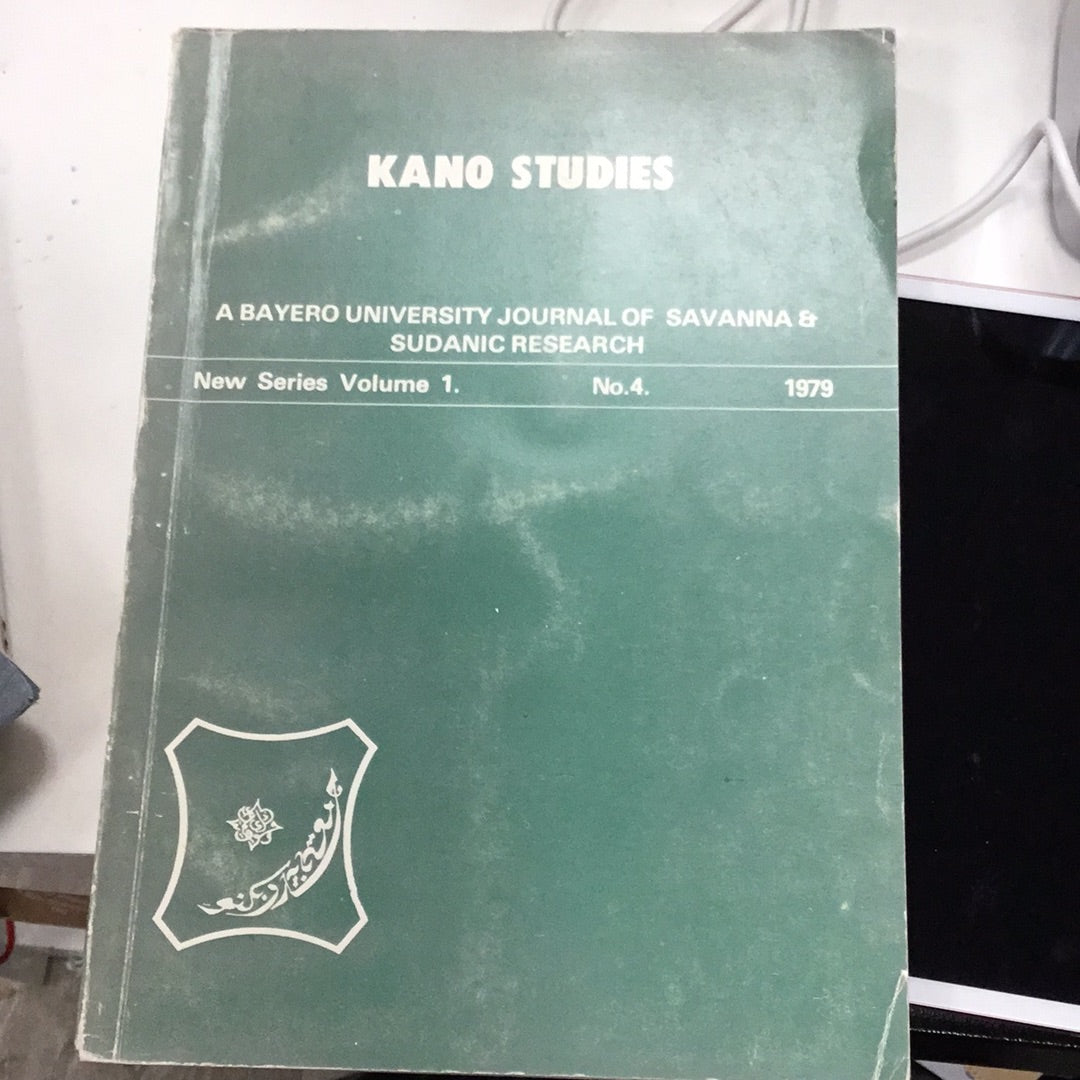 KANO STUDIES
A BAYERO UNIVERSITY JOURNAL OF SAVANNA &
SUDANIC RESEARCH
New Series Volume 1. No.4. 1979